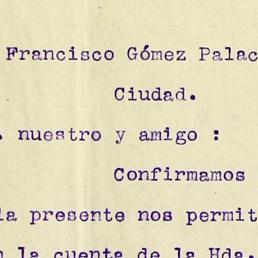 Francisco Gómez Palac
Ciudad.
. nuestro y amigo :
Confirmamos
la presente nos permit
n la cuenta de la Hda.